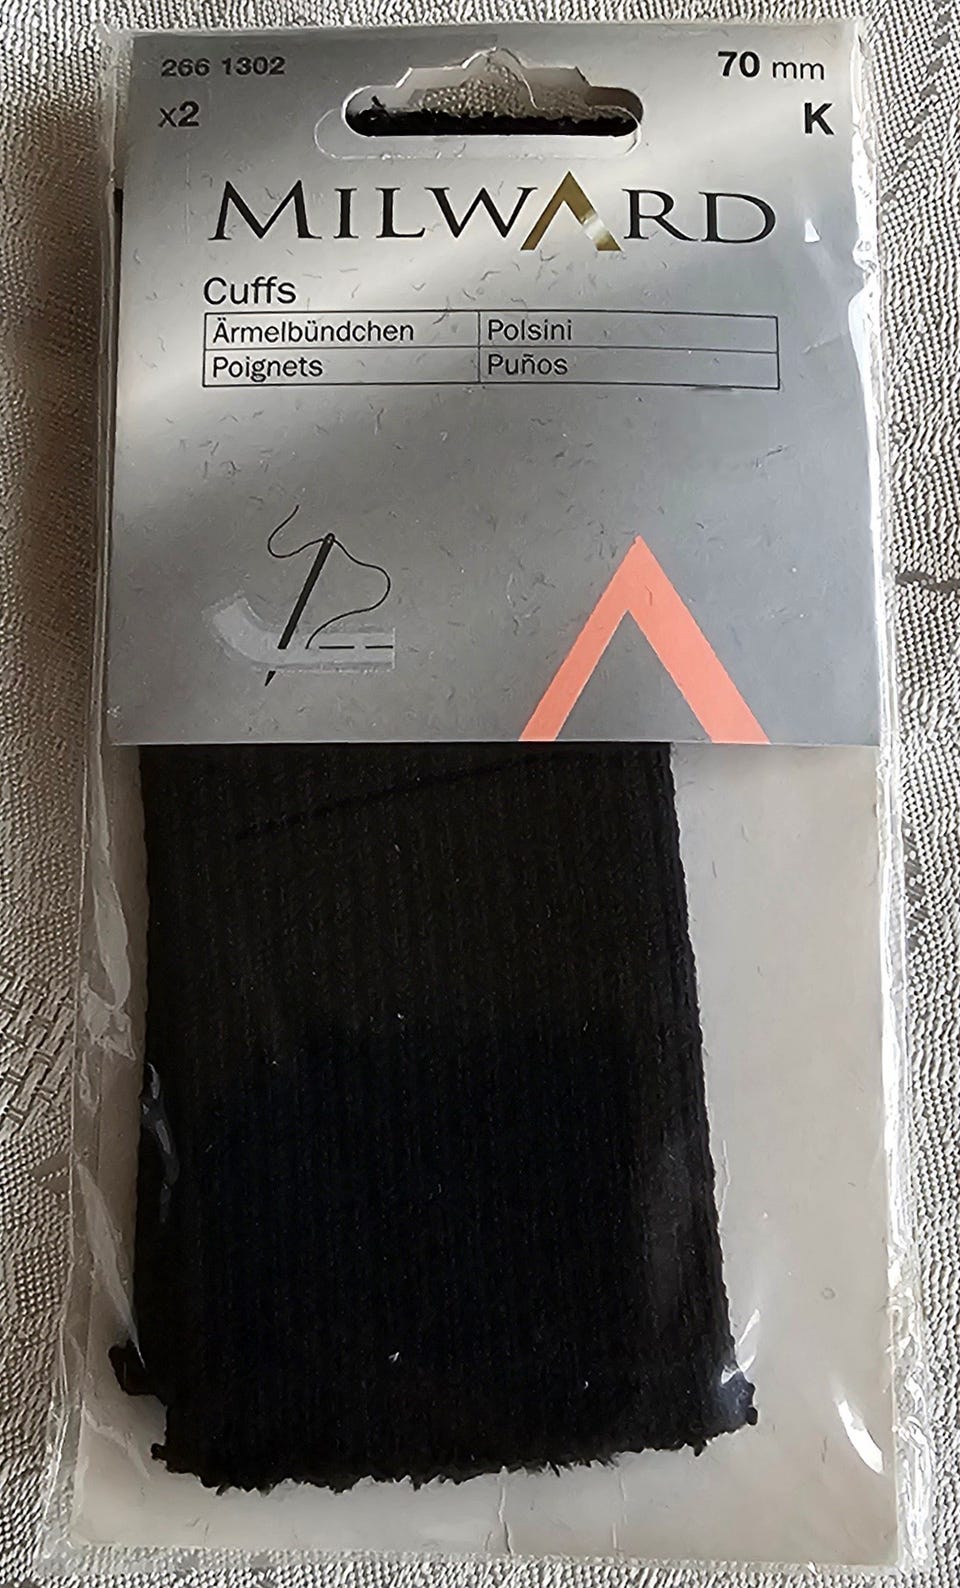 266 1302
70 mm
x2
K
MILWARD
Cuffs
Ärmelbündchen Polsini
Poignets Puños